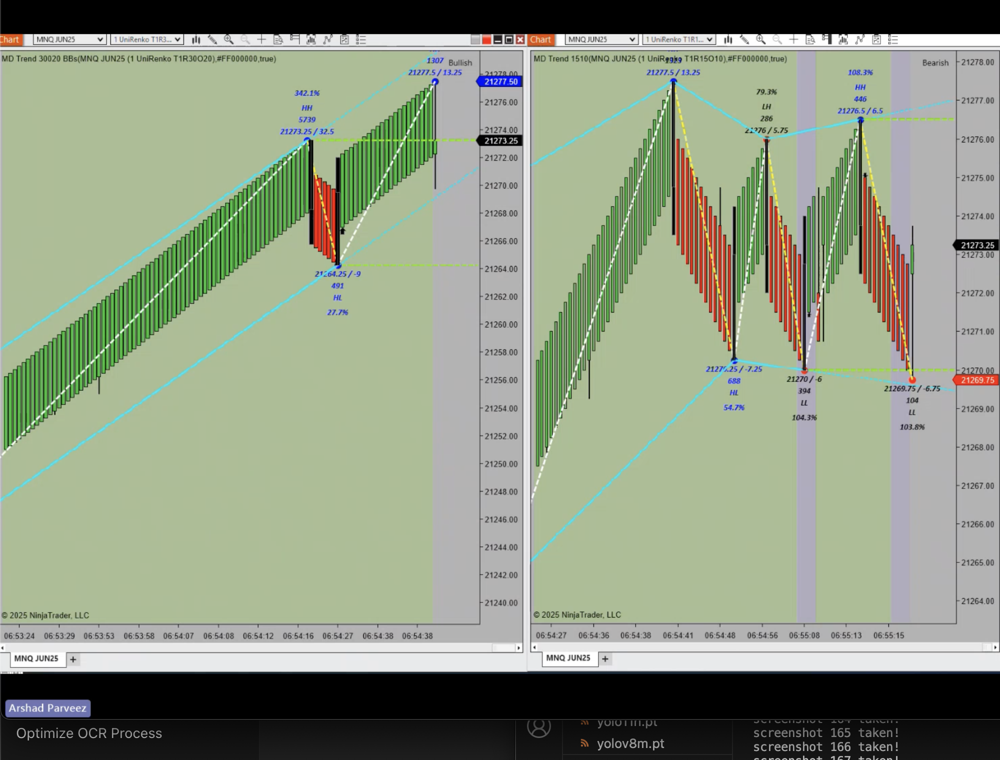 Chart
MNQ JUN25
1 UniRenko T1R3...
MD Trend 30020 BBs(MNQ JUN25 (1 UniRenko T1R30O20),#FF000000,true)
Bullish
1307
21277.5 / 13.25
342.1%
HH
5739
21273.25 / 32.5
21264.25 / -9
491
HL
27.7%
21278.00
21277.50
21276.00
21274.00
21273.25
21272.00
21270.00
21268.00
21266.00
21264.00
21262.00
21260.00
21258.00
21256.00
21254.00
21252.00
21250.00
21248.00
21246.00
21244.00
21242.00
21240.00
© 2025 NinjaTrader, LLC
06:53:24 06:53:29 06:53:53 06:53:58 06:54:07 06:54:08 06:54:12 06:54:16 06:54:27 06:54:38 06:54:38
MNQ JUN25 +
Chart
MNQ JUN25
1 UniRenko T1R1...
MD Trend 1510(MNQ JUN25 (1 UniRenko T1R15O10),#FF000000,true)
Bearish
21277.5 / 13.25
79.3%
LH
286
21276 / 5.75
108.3%
HH
446
21276.5 / 6.5
688
HL
54.7%
21270 / -6
394
LL
104.3%
21269.75 / -6.75
104
LL
103.8%
21278.00
21277.00
21276.00
21275.00
21274.00
21273.25
21273.00
21272.00
21271.00
21270.00
21269.75
21269.00
21268.00
21267.00
21266.00
21265.00
21264.00
© 2025 NinjaTrader, LLC
06:54:27 06:54:36 06:54:38 06:54:41 06:54:48 06:54:56 06:55:08 06:55:13 06:55:15
MNQ JUN25 +
Arshad Parveez
Optimize OCR Process
yolo11n.pt
yolov8m.pt
screenshot 164 taken!
screenshot 165 taken!
screenshot 166 taken!
screenshot 167 taken!